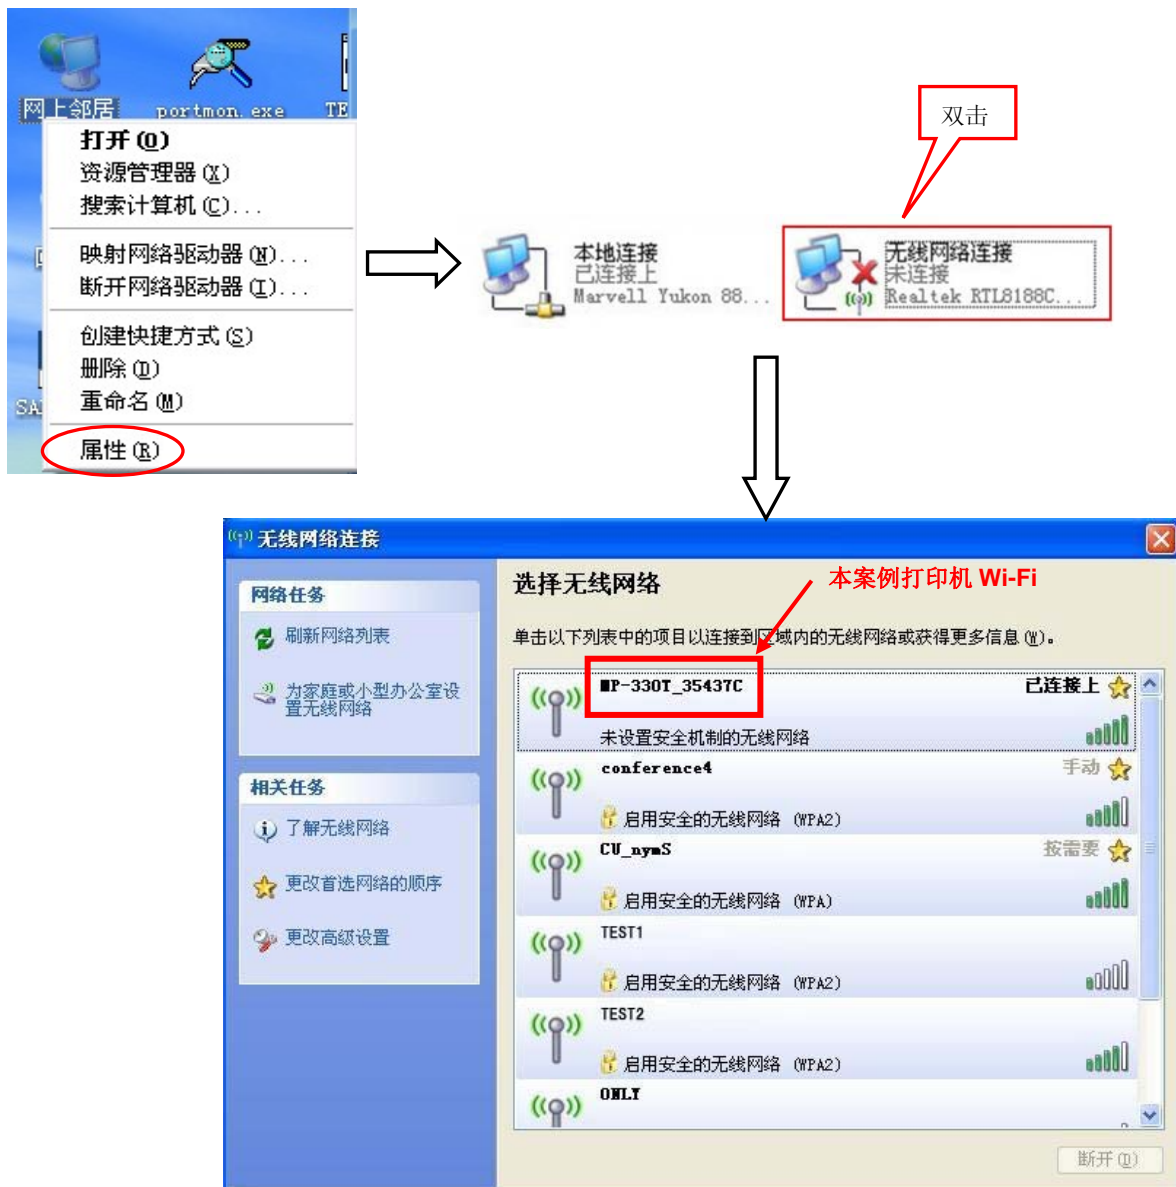 网上邻居
portmon.exe
TE
打开(O)
资源管理器(X)
搜索计算机(C)...
映射网络驱动器(N)...
断开网络驱动器(I)...
创建快捷方式(S)
删除(D)
重命名(M)
SA
属性(R)
双击
本地连接
已连接上
Marvell Yukon 88...
无线网络连接
未连接
Realtek RTL8188C...
无线网络连接
网络任务
刷新网络列表
为家庭或小型办公室设
置无线网络
相关任务
了解无线网络
更改首选网络的顺序
更改高级设置
选择无线网络
本案例打印机 Wi-Fi
单击以下列表中的项目以连接到区域内的无线网络或获得更多信息(W)。
MP-330T_35437C
已连接上
未设置安全机制的无线网络
conference4
手动
启用安全的无线网络 (WPA2)
CU_nymS
按需要
启用安全的无线网络 (WPA)
TEST1
启用安全的无线网络 (WPA2)
TEST2
启用安全的无线网络 (WPA2)
ONLY
断开(D)